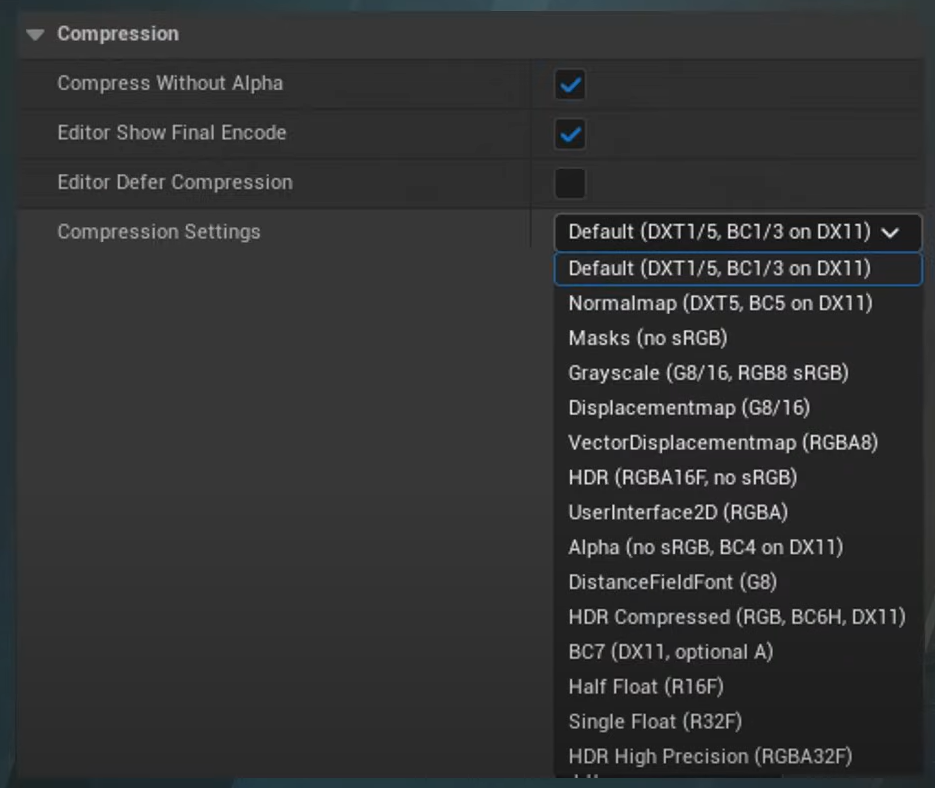 Compression
Compress Without Alpha
Editor Show Final Encode
Editor Defer Compression
Compression Settings Default (DXT1/5, BC1/3 on DX11)
Default (DXT1/5, BC1/3 on DX11)
Normalmap (DXT5, BC5 on DX11)
Masks (no sRGB)
Grayscale (G8/16, RGB8 sRGB)
Displacementmap (G8/16)
VectorDisplacementmap (RGBA8)
HDR (RGBA16F, no sRGB)
UserInterface2D (RGBA)
Alpha (no sRGB, BC4 on DX11)
DistanceFieldFont (G8)
HDR Compressed (RGB, BC6H, DX11)
BC7 (DX11, optional A)
Half Float (R16F)
Single Float (R32F)
HDR High Precision (RGBA32F)